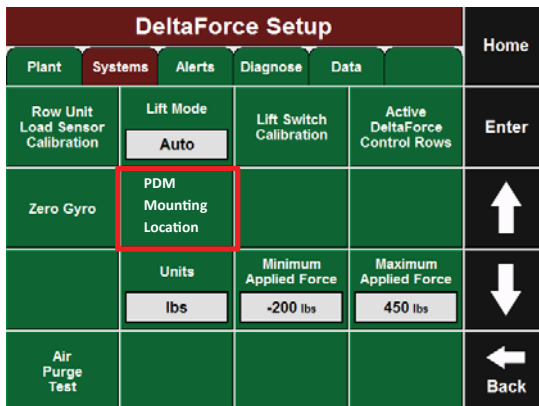 DeltaForce Setup
Home
Plant
Systems
Alerts
Diagnose
Data
Row Unit
Load Sensor
Calibration
Lift Mode
Auto
Lift Switch
Calibration
Active
DeltaForce
Control Rows
Enter
Zero Gyro
PDM
Mounting
Location
Units
lbs
Minimum
Applied Force
-200 lbs
Maximum
Applied Force
450 lbs
Air
Purge
Test
Back